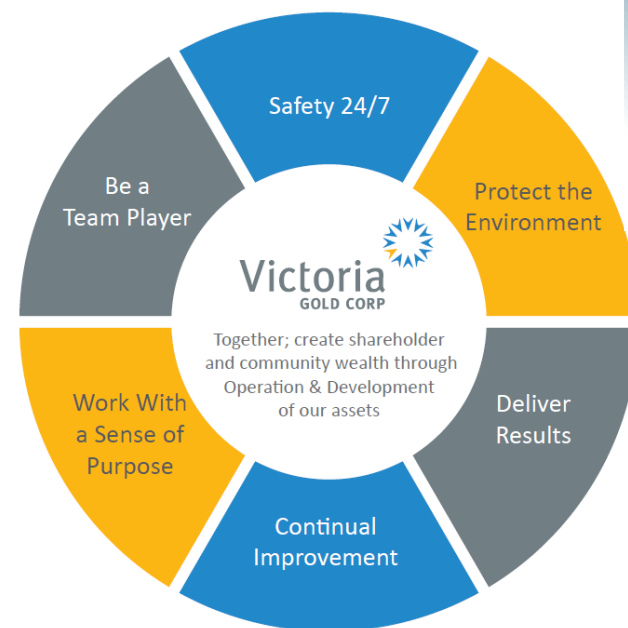 Safety 24/7
Protect the
Environment
Deliver
Results
Continual
Improvement
Work With
a Sense of
Purpose
Be a
Team Player
Victoria
GOLD CORP
Together; create shareholder
and community wealth through
Operation & Development
of our assets